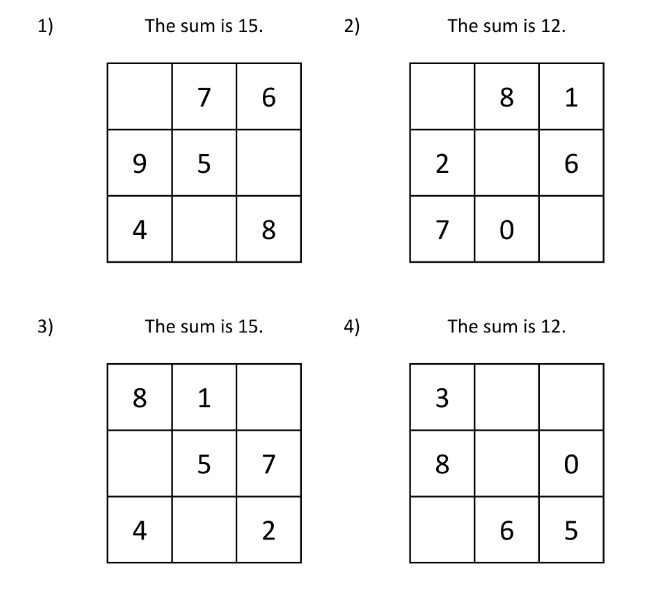 1) The sum is 15. 2) The sum is 12.
7 6 8 1
9 5 2 6
4 8 7 0
3) The sum is 15. 4) The sum is 12.
8 1 3
5 7 8 0
4 2 6 5